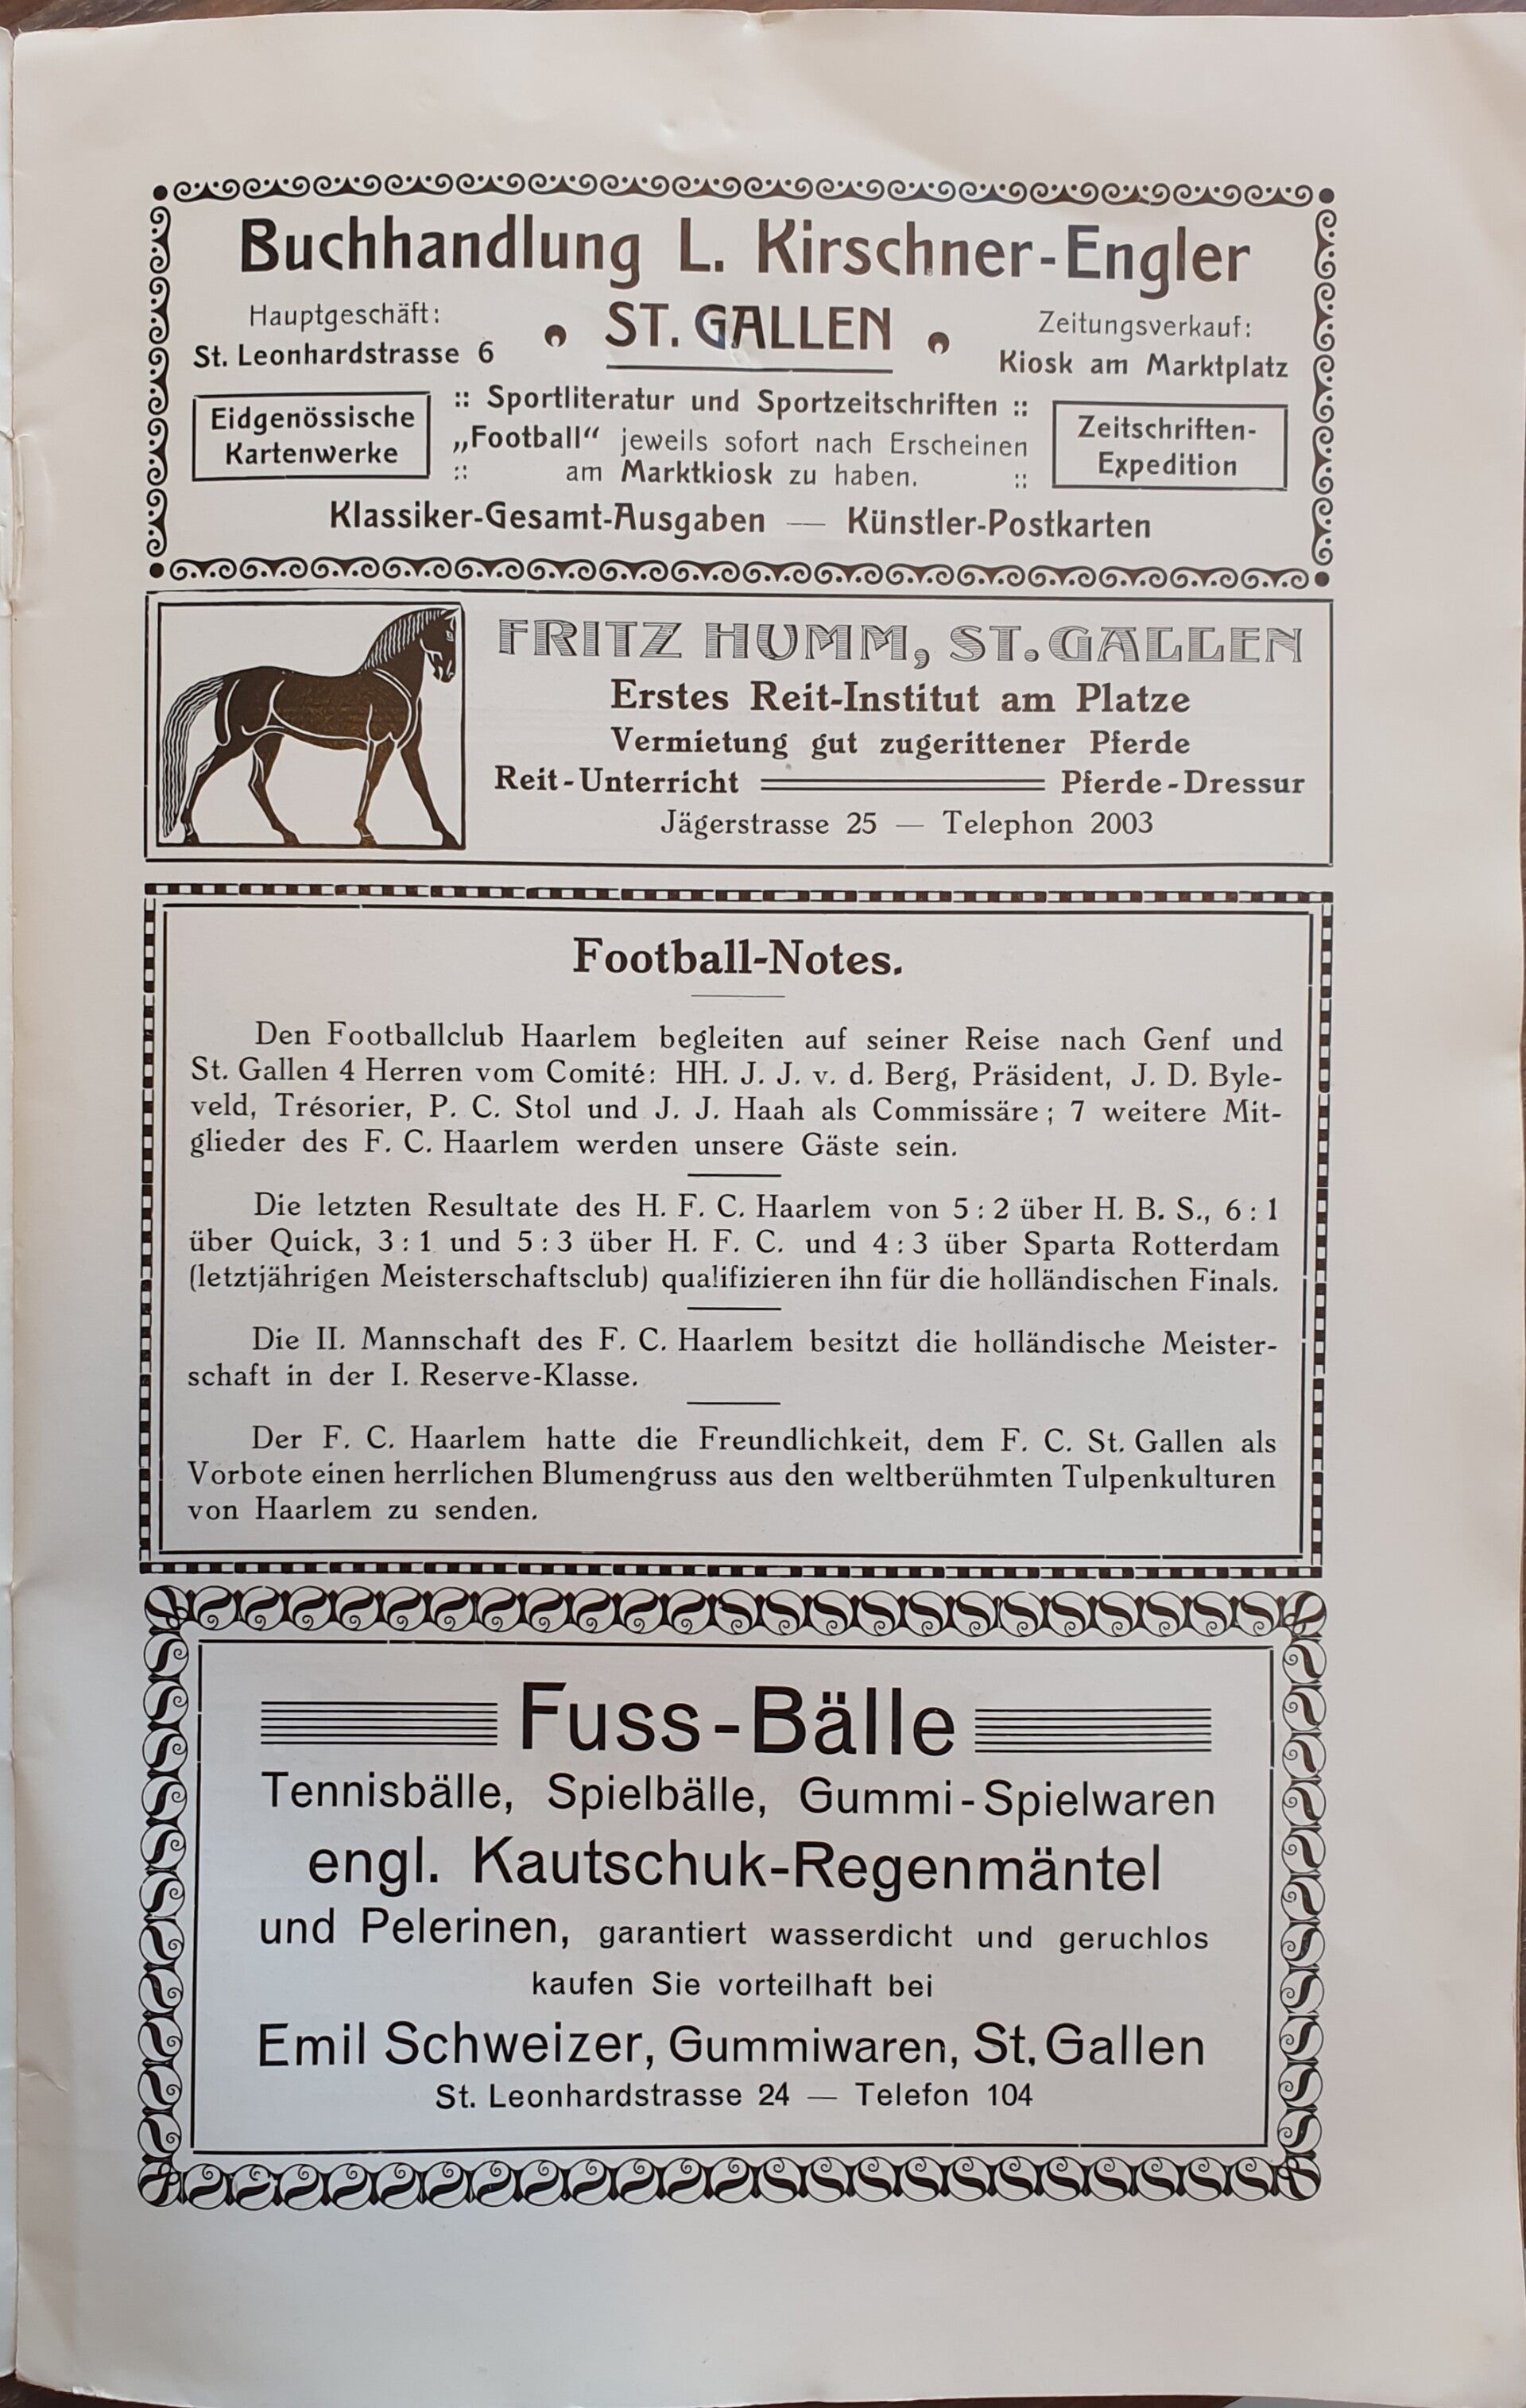 Buchhandlung L. Kirschner-Engler
Hauptgeschäft:
St. Leonhardstrasse 6
ST. GALLEN
Zeitungsverkauf:
Kiosk am Marktplatz
Eidgenössische
Kartenwerke
:: Sportliteratur und Sportzeitschriften ::
„Football“ jeweils sofort nach Erscheinen
:: am Marktkiosk zu haben. ::
Zeitschriften-
Expedition
Klassiker-Gesamt-Ausgaben — Künstler-Postkarten
FRITZ HUMM, ST. GALLEN
Erstes Reit-Institut am Platze
Vermietung gut zugerittener Pferde
Reit-Unterricht Pferde-Dressur
Jägerstrasse 25 — Telephon 2003
Football-Notes.
Den Footballclub Haarlem begleiten auf seiner Reise nach Genf und
St. Gallen 4 Herren vom Comité: HH. J. J. v. d. Berg, Präsident, J. D. Byle-
veld, Trésorier, P. C. Stol und J. J. Haah als Commissäre; 7 weitere Mit-
glieder des F. C. Haarlem werden unsere Gäste sein.
Die letzten Resultate des H. F. C. Haarlem von 5 : 2 über H. B. S., 6 : 1
über Quick, 3 : 1 und 5 : 3 über H. F. C. und 4 : 3 über Sparta Rotterdam
(letztjährigen Meisterschaftsclub) qualifizieren ihn für die holländischen Finals.
Die II. Mannschaft des F. C. Haarlem besitzt die holländische Meister-
schaft in der I. Reserve-Klasse.
Der F. C. Haarlem hatte die Freundlichkeit, dem F. C. St. Gallen als
Vorbote einen herrlichen Blumengruss aus den weltberühmten Tulpenkulturen
von Haarlem zu senden.
Fuss-Bälle
Tennisbälle, Spielbälle, Gummi-Spielwaren
engl. Kautschuk-Regenmäntel
und Pelerinen, garantiert wasserdicht und geruchlos
kaufen Sie vorteilhaft bei
Emil Schweizer, Gummiwaren, St. Gallen
St. Leonhardstrasse 24 — Telefon 104